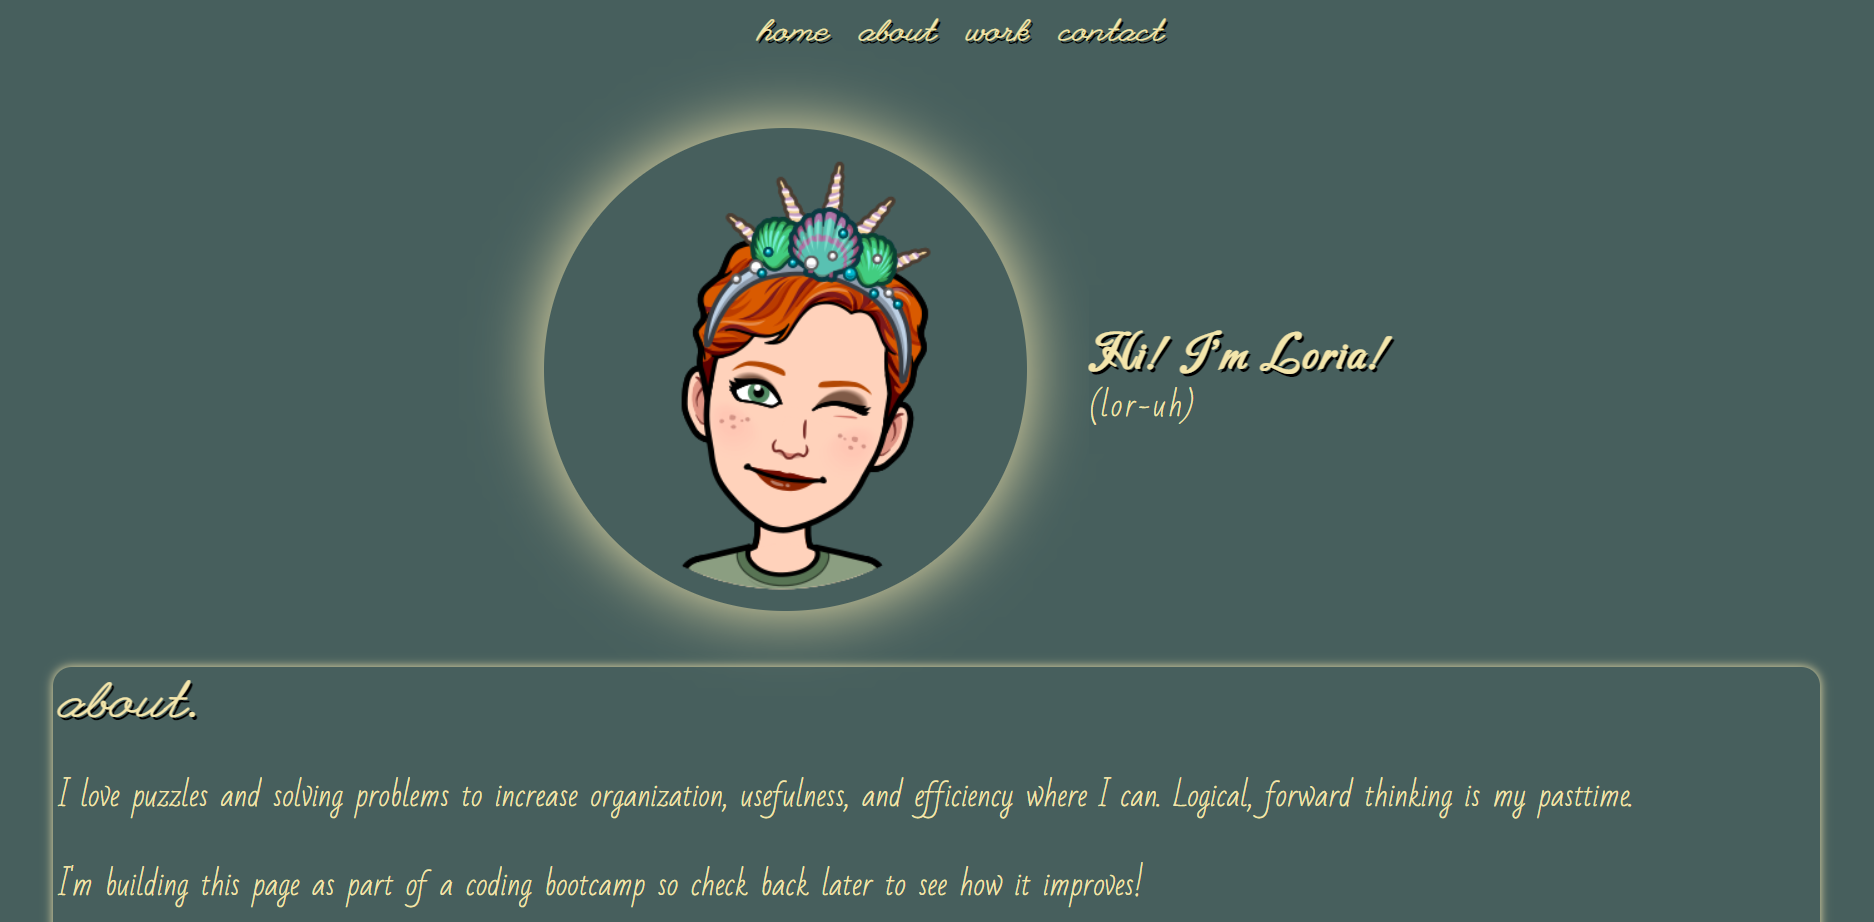 home about work contact
Hi! I'm Loria!
(lor-uh)
about.
I love puzzles and solving problems to increase organization, usefulness, and efficiency where I can. Logical, forward thinking is my pasttime.
I'm building this page as part of a coding bootcamp so check back later to see how it improves!